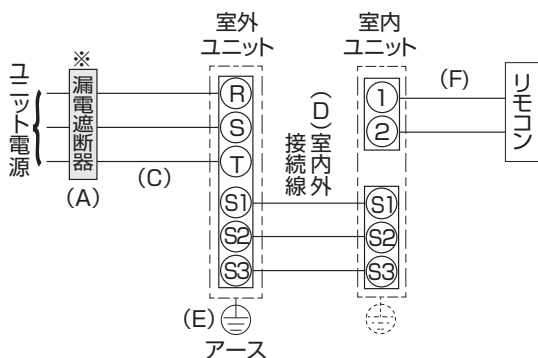 室外
ユニット
室内
ユニット
※
漏電遮断器
ユニット電源
(A)
(C)
R
S
T
S1
S2
S3
(E)
アース
(D)室内外
接続線
1
2
S1
S2
S3
(F)
リモコン